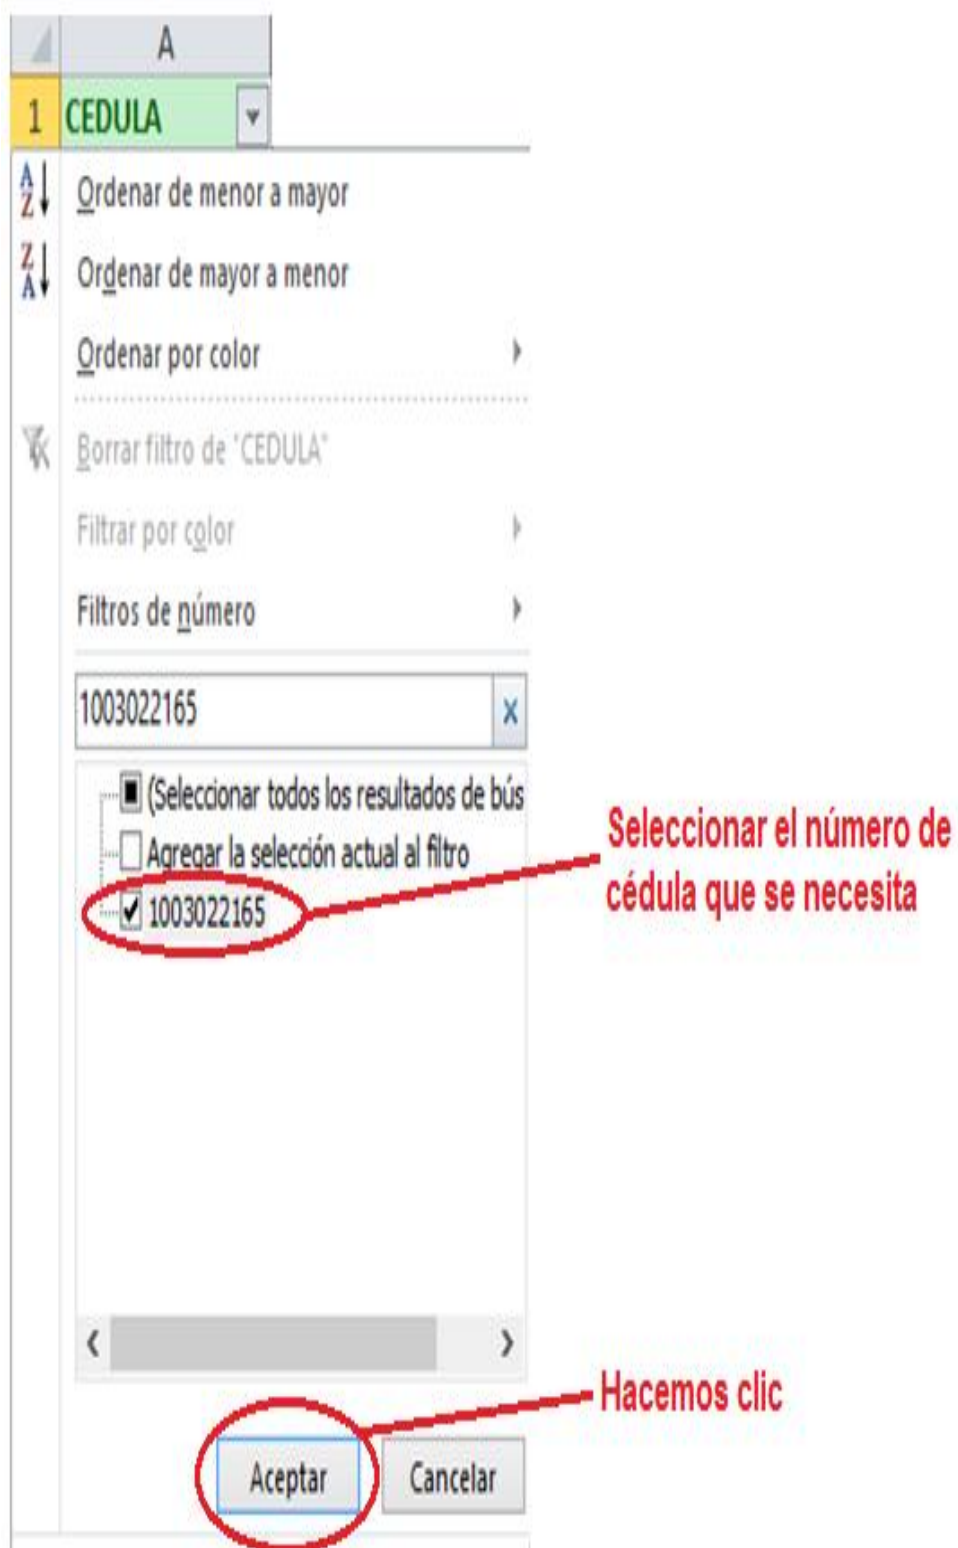 A
1 CEDULA
Ordenar de menor a mayor
Ordenar de mayor a menor
Ordenar por color
Borrar filtro de "CEDULA"
Filtrar por color
Filtros de número
1003022165
(Seleccionar todos los resultados de bús
Agregar la selección actual al filtro
1003022165
Seleccionar el número de
cédula que se necesita
Hacemos clic
Aceptar Cancelar